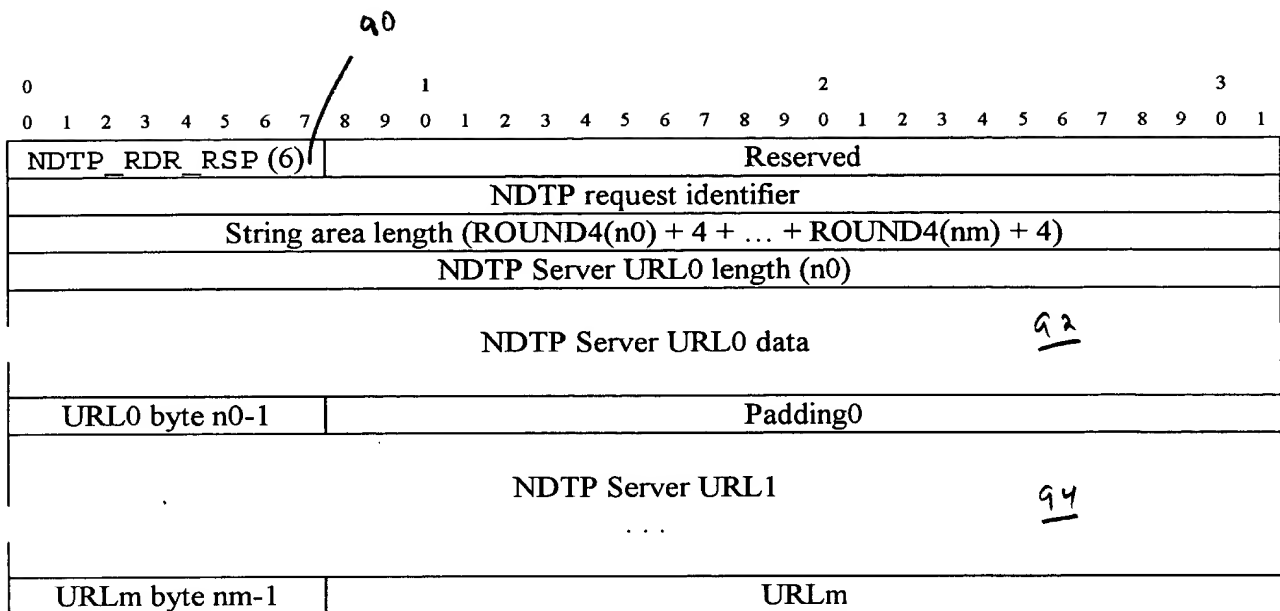 90
0 1 2 3
0 1 2 3 4 5 6 7 8 9 0 1 2 3 4 5 6 7 8 9 0 1 2 3 4 5 6 7 8 9 0 1
NDTP_RDR_RSP (6) Reserved
NDTP request identifier
String area length (ROUND4(n0) + 4 + ... + ROUND4(nm) + 4)
NDTP Server URL0 length (n0)
NDTP Server URL0 data 92
URL0 byte n0-1 Padding0
NDTP Server URL1 94
...
URLm byte nm-1 URLm